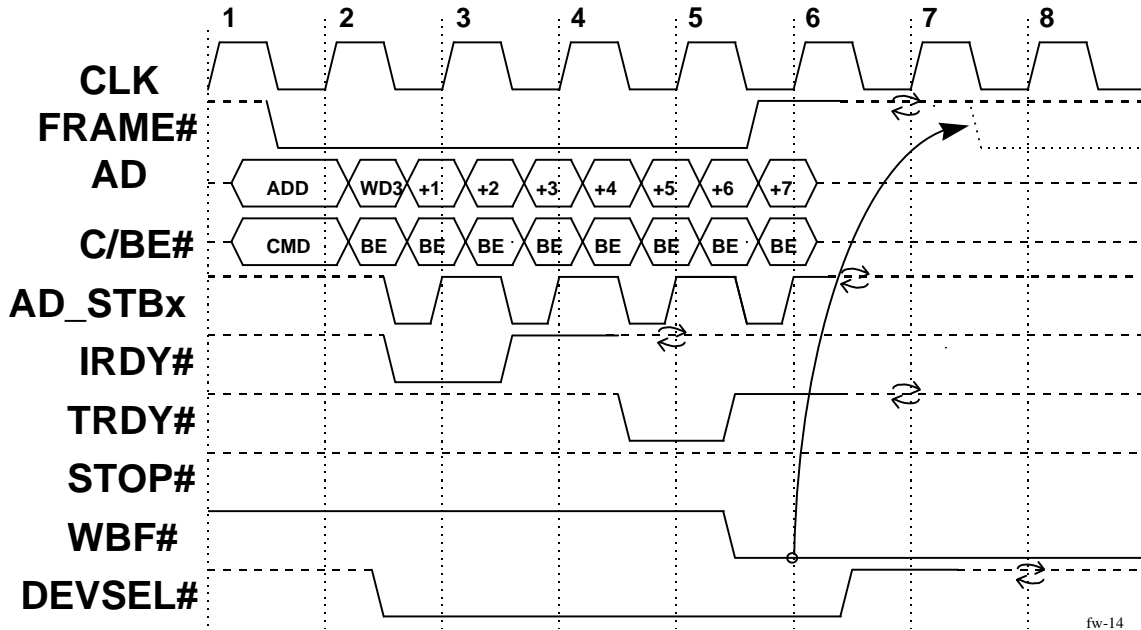 1 2 3 4 5 6 7 8
CLK
FRAME#
AD ADD WD3 +1 +2 +3 +4 +5 +6 +7
C/BE# CMD BE BE BE BE BE BE BE BE
AD_STBx
IRDY#
TRDY#
STOP#
WBF#
DEVSEL#
fw-14